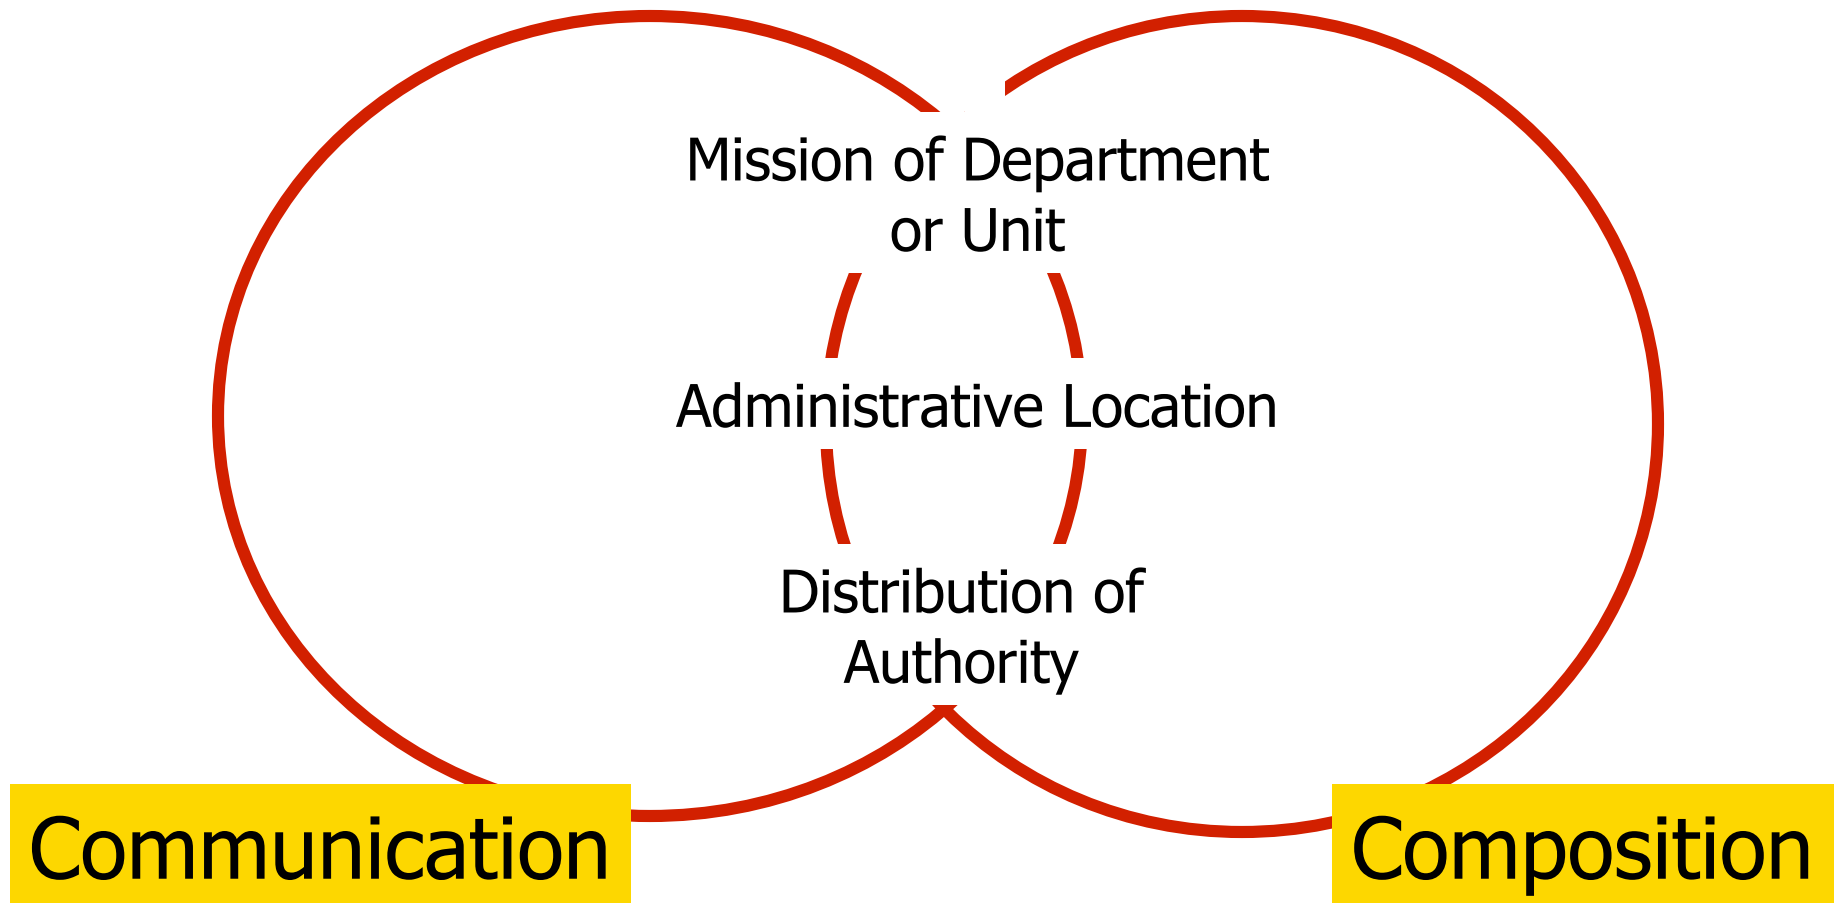 Mission of Department
or Unit
Administrative Location
Distribution of
Authority
Communication
Composition